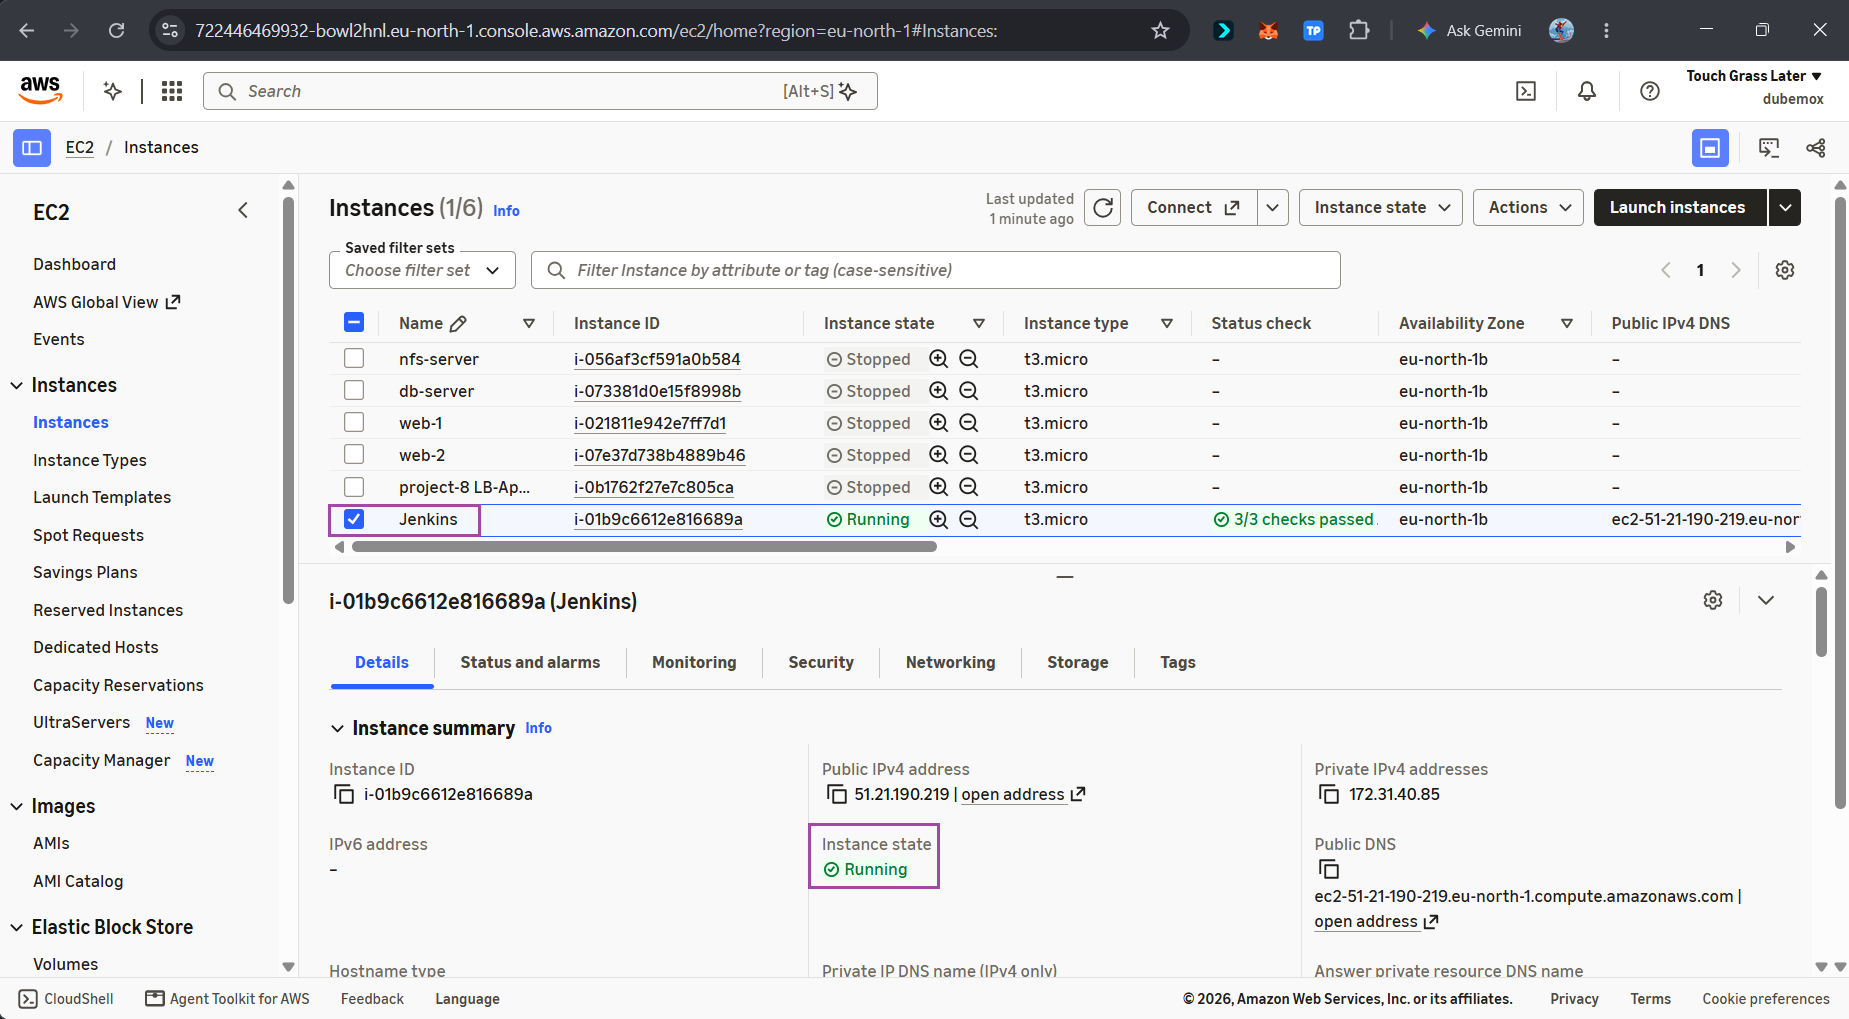 722446469932-bowl2hnl.eu-north-1.console.aws.amazon.com/ec2/home?region=eu-north-1#Instances:
TP
Ask Gemini
aws
Search
[Alt+S]
Touch Grass Later
dubemox
EC2 / Instances
EC2
Dashboard
AWS Global View
Events
Instances
Instances
Instance Types
Launch Templates
Spot Requests
Savings Plans
Reserved Instances
Dedicated Hosts
Capacity Reservations
UltraServers New
Capacity Manager New
Images
AMIs
AMI Catalog
Elastic Block Store
Volumes
Instances (1/6) Info
Last updated
1 minute ago
Connect
Instance state
Actions
Launch instances
Saved filter sets
Choose filter set
Filter Instance by attribute or tag (case-sensitive)
1
Name Instance ID Instance state Instance type Status check Availability Zone Public IPv4 DNS
nfs-server i-056af3cf591a0b584 Stopped t3.micro – eu-north-1b –
db-server i-073381d0e15f8998b Stopped t3.micro – eu-north-1b –
web-1 i-021811e942e7ff7d1 Stopped t3.micro – eu-north-1b –
web-2 i-07e37d738b4889b46 Stopped t3.micro – eu-north-1b –
project-8 LB-Ap... i-0b1762f27e7c805ca Stopped t3.micro – eu-north-1b –
Jenkins i-01b9c6612e816689a Running t3.micro 3/3 checks passed eu-north-1b ec2-51-21-190-219.eu-nor
i-01b9c6612e816689a (Jenkins)
Details Status and alarms Monitoring Security Networking Storage Tags
Instance summary Info
Instance ID
i-01b9c6612e816689a
Public IPv4 address
51.21.190.219 | open address
Private IPv4 addresses
172.31.40.85
IPv6 address
–
Instance state
Running
Public DNS
ec2-51-21-190-219.eu-north-1.compute.amazonaws.com |
open address
Hostname type
Private IP DNS name (IPv4 only)
Answer private resource DNS name
CloudShell Agent Toolkit for AWS Feedback Language
© 2026, Amazon Web Services, Inc. or its affiliates. Privacy Terms Cookie preferences